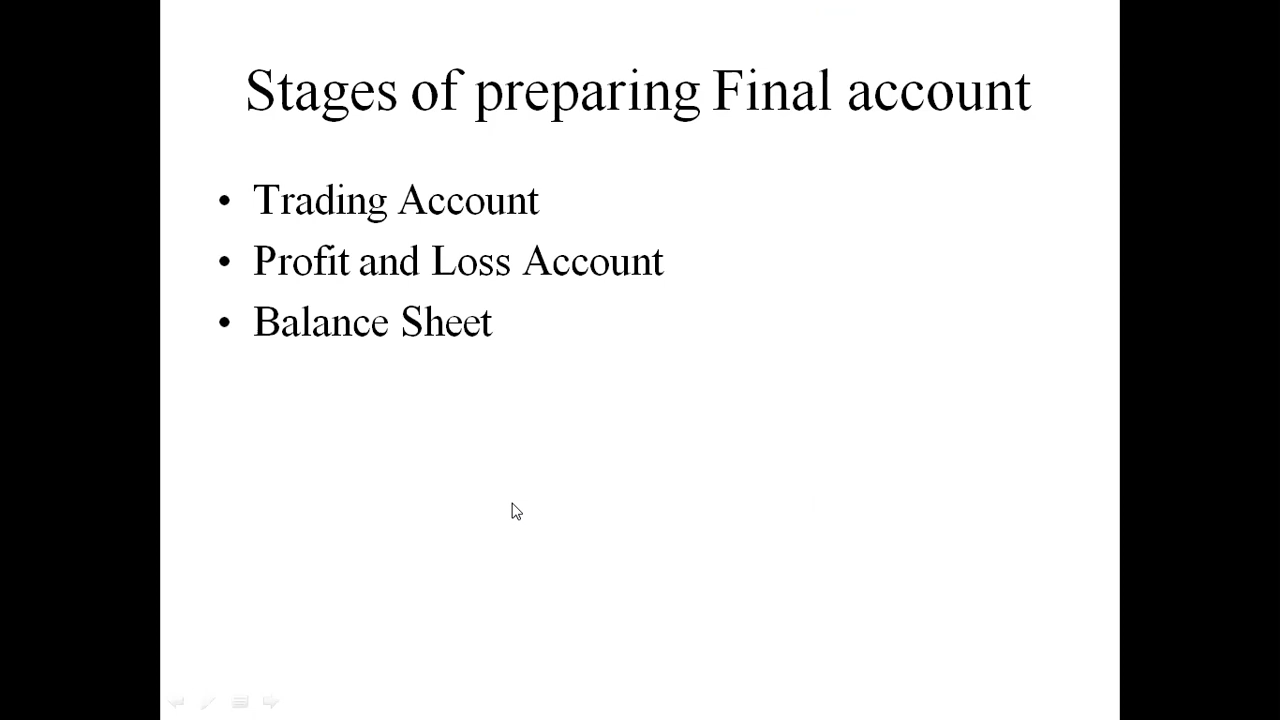 Stages of preparing Final account
• Trading Account
• Profit and Loss Account
• Balance Sheet